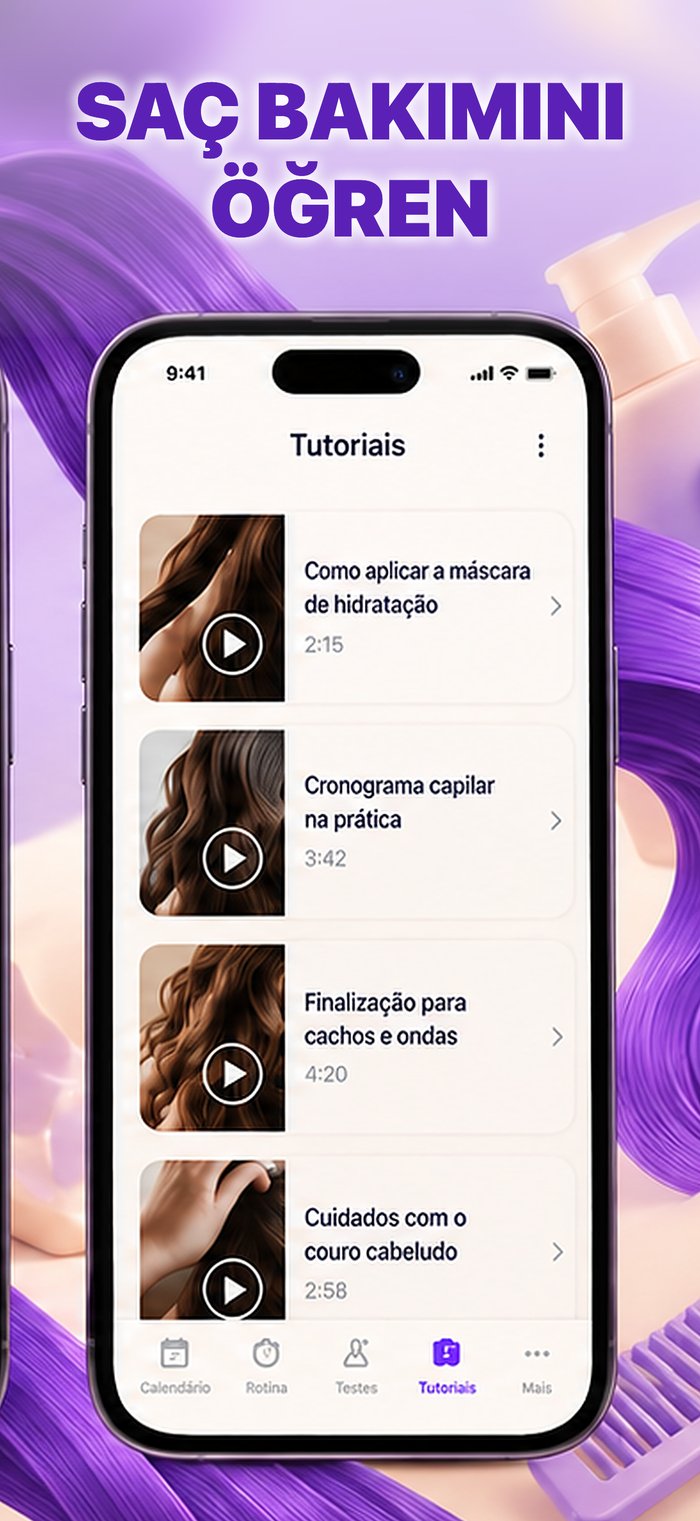 SAÇ BAKIMINI
ÖĞREN
9:41
Tutoriais
Como aplicar a máscara
de hidratação
2:15
Cronograma capilar
na prática
3:42
Finalização para
cachos e ondas
4:20
Cuidados com o
couro cabeludo
2:58
Calendário Rotina Testes Tutoriais Mais